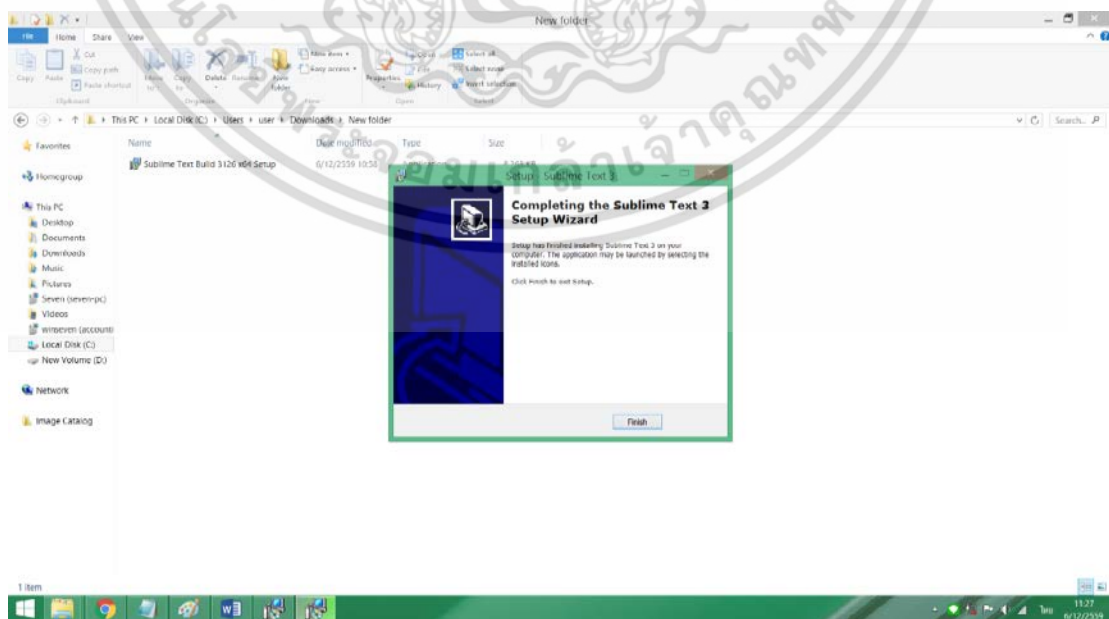 New folder
File Home Share View
Cut
Copy path
Paste shortcut
Copy Paste
Copy Delete Rename New folder
New item
Easy access
Properties
History
Select all
Select none
Invert selection
Clipboard Organize New Open Select
This PC Local Disk (C:) Users user Downloads New folder
Search...
Name Date modified Type Size
Sublime Text Build 3126 x64 Setup 6/12/2559 10:58
Favorites
Homegroup
This PC
Desktop
Documents
Downloads
Music
Pictures
Seven (seven-pc)
Videos
Local Disk (C:)
New Volume (D:)
Network
Image Catalog
Setup - Sublime Text 3
Completing the Sublime Text 3
Setup Wizard
Setup has finished installing Sublime Text 3 on your
computer. The application may be launched by selecting the
installed icons.
Click Finish to exit Setup.
Finish
1 item
ไทย
11:27
6/12/2559